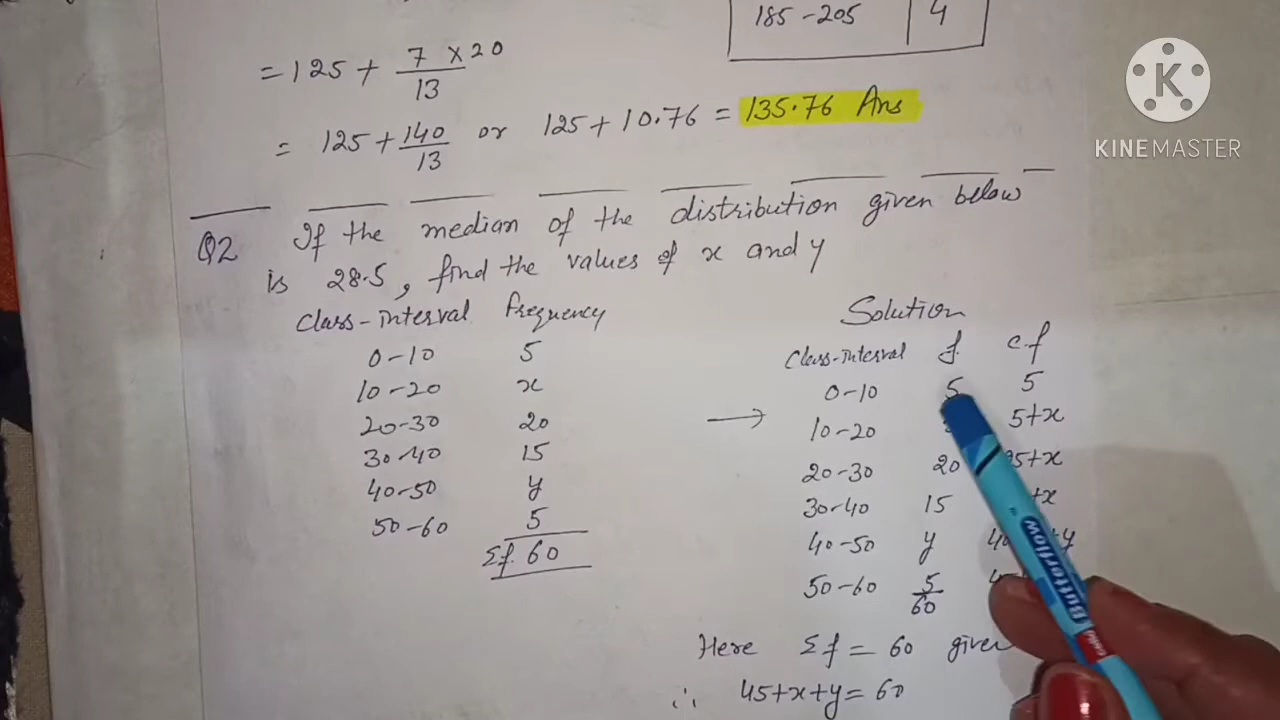 185-205 4
= 125 + 7 × 20
13
= 125 + 140 or 125 + 10.76 = 135.76 Ans
13
KINEMASTER
Q2 If the median of the distribution given below
is 28.5, find the values of x and y
Class-interval Frequency
0-10 5
10-20 x
20-30 20
30-40 15
40-50 y
50-60 5
Σf 60
Solution
Class-interval f. c.f
0-10 5 5
10-20 5+x
20-30 20 25+x
30-40 15
40-50 y
50-60 5
60
Here Σf = 60 given
∴ 45+x+y=60
Butterflow